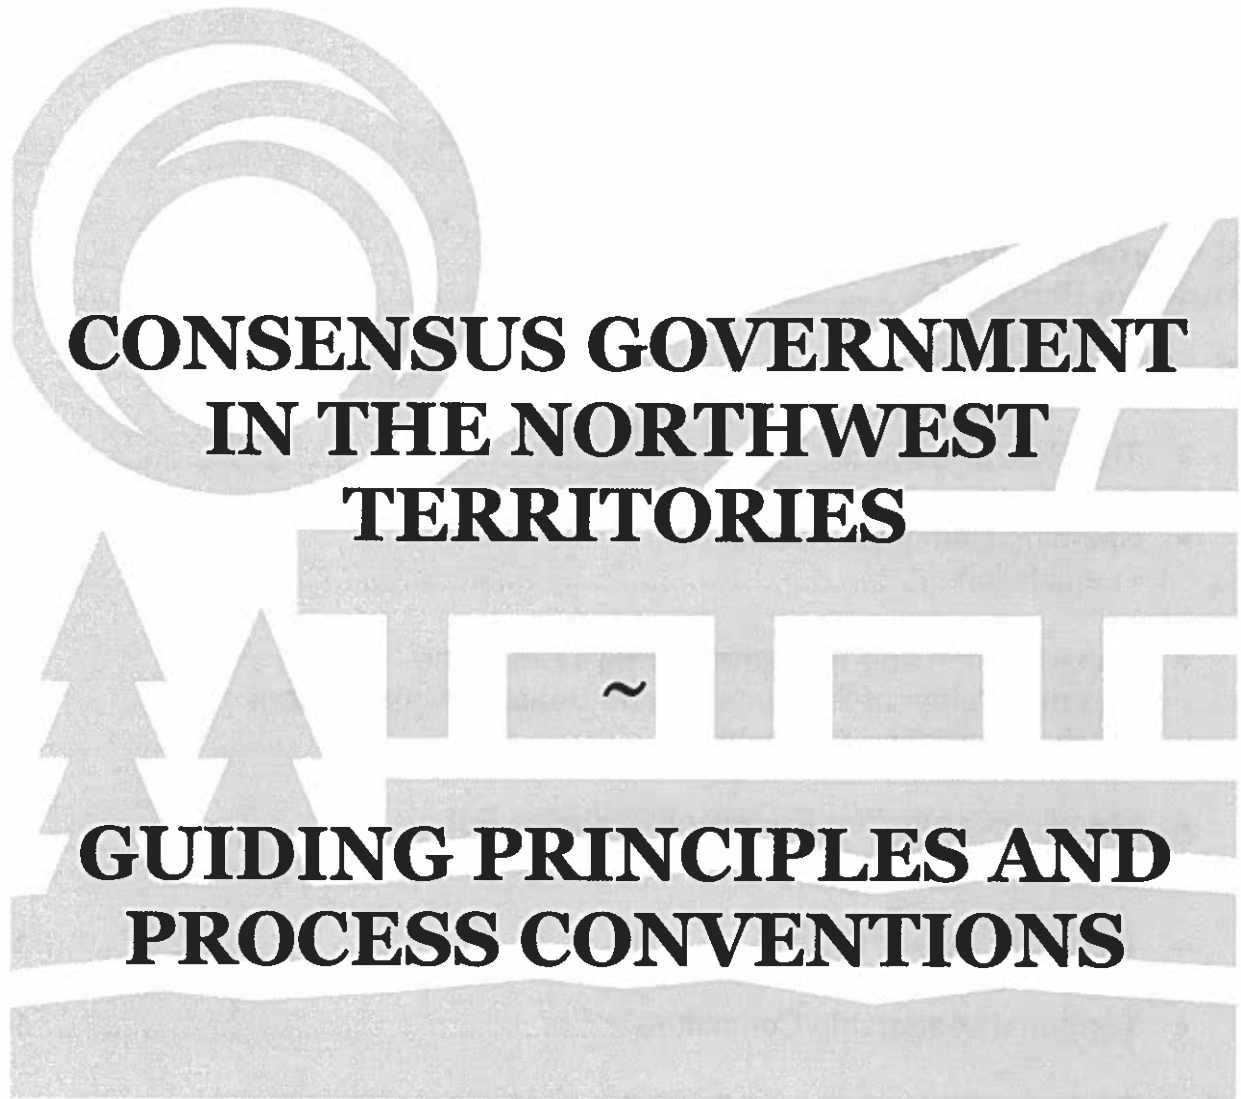 CONSENSUS GOVERNMENT
IN THE NORTHWEST
TERRITORIES
~
GUIDING PRINCIPLES AND
PROCESS CONVENTIONS